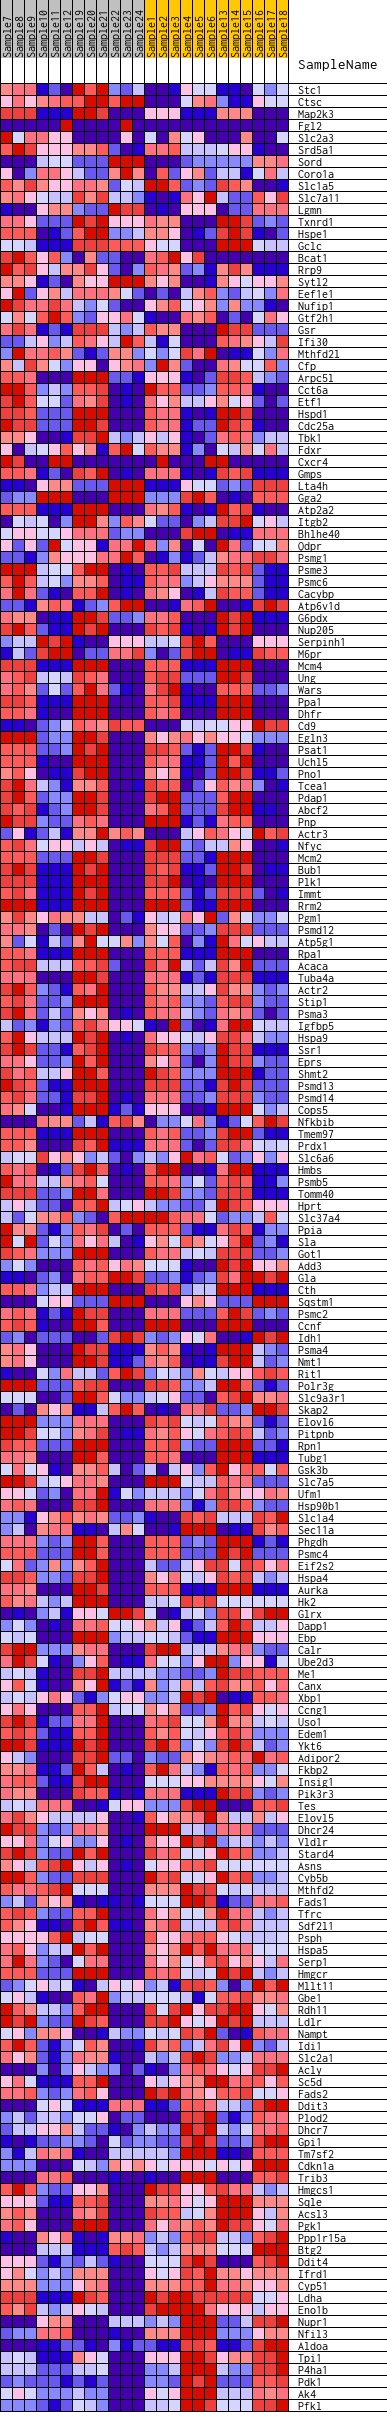 Sample7
Sample8
Sample9
Sample10
Sample11
Sample12
Sample19
Sample20
Sample21
Sample22
Sample23
Sample24
Sample1
Sample2
Sample3
Sample4
Sample5
Sample6
Sample13
Sample14
Sample15
Sample16
Sample17
Sample18
SampleName
Stc1
Ctsc
Map2k3
Fgl2
Slc2a3
Srd5a1
Sord
Coro1a
Slc1a5
Slc7a11
Lgmn
Txnrd1
Hspe1
Gclc
Bcat1
Rrp9
Sytl2
Eef1e1
Nufip1
Gtf2h1
Gsr
Ifi30
Mthfd2l
Cfp
Arpc5l
Cct6a
Etf1
Hspd1
Cdc25a
Tbk1
Fdxr
Cxcr4
Gmps
Lta4h
Gga2
Atp2a2
Itgb2
Bhlhe40
Qdpr
Psmg1
Psme3
Psmc6
Cacybp
Atp6v1d
G6pdx
Nup205
Serpinh1
M6pr
Mcm4
Ung
Wars
Ppa1
Dhfr
Cd9
Egln3
Psat1
Uchl5
Pno1
Tcea1
Pdap1
Abcf2
Pnp
Actr3
Nfyc
Mcm2
Bub1
Plk1
Immt
Rrm2
Pgm1
Psmd12
Atp5g1
Rpa1
Acaca
Tuba4a
Actr2
Stip1
Psma3
Igfbp5
Hspa9
Ssr1
Eprs
Shmt2
Psmd13
Psmd14
Cops5
Nfkbib
Tmem97
Prdx1
Slc6a6
Hmbs
Psmb5
Tomm40
Hprt
Slc37a4
Ppia
Sla
Got1
Add3
Gla
Cth
Sqstm1
Psmc2
Ccnf
Idh1
Psma4
Nmt1
Rit1
Polr3g
Slc9a3r1
Skap2
Elovl6
Pitpnb
Rpn1
Tubg1
Gsk3b
Slc7a5
Ufm1
Hsp90b1
Slc1a4
Sec11a
Phgdh
Psmc4
Eif2s2
Hspa4
Aurka
Hk2
Glrx
Dapp1
Ebp
Calr
Ube2d3
Me1
Canx
Xbp1
Ccng1
Uso1
Edem1
Ykt6
Adipor2
Fkbp2
Insig1
Pik3r3
Tes
Elovl5
Dhcr24
Vldlr
Stard4
Asns
Cyb5b
Mthfd2
Fads1
Tfrc
Sdf2l1
Psph
Hspa5
Serp1
Hmgcr
Mllt11
Gbe1
Rdh11
Ldlr
Nampt
Idi1
Slc2a1
Acly
Sc5d
Fads2
Ddit3
Plod2
Dhcr7
Gpi1
Tm7sf2
Cdkn1a
Trib3
Hmgcs1
Sqle
Acsl3
Pgk1
Ppp1r15a
Btg2
Ddit4
Ifrd1
Cyp51
Ldha
Eno1b
Nupr1
Nfil3
Aldoa
Tpi1
P4ha1
Pdk1
Ak4
Pfkl